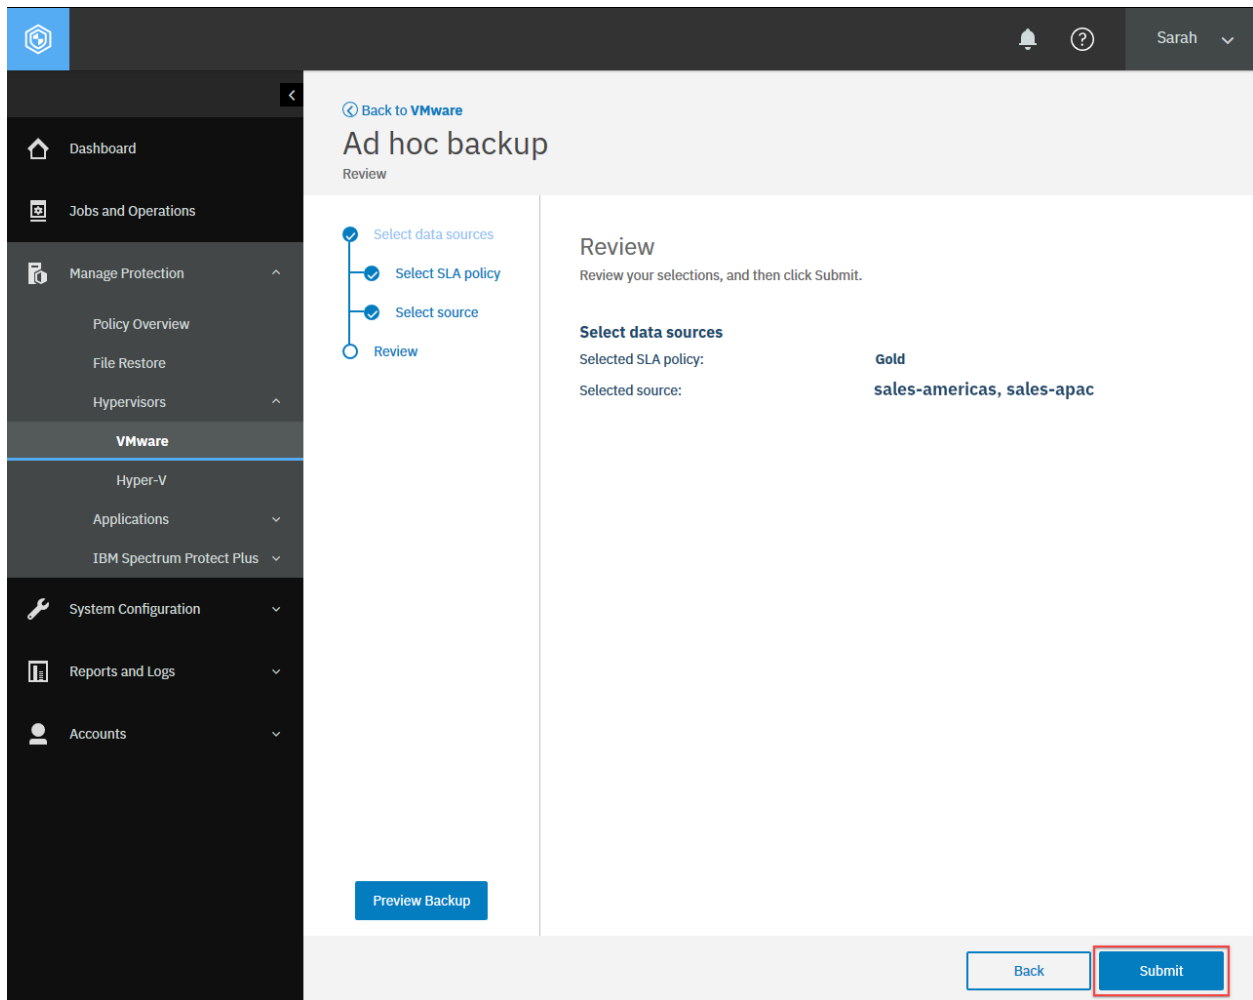 Sarah
Back to VMware
Ad hoc backup
Review
Dashboard
Jobs and Operations
Manage Protection
Policy Overview
File Restore
Hypervisors
VMware
Hyper-V
Applications
IBM Spectrum Protect Plus
System Configuration
Reports and Logs
Accounts
Select data sources
Select SLA policy
Select source
Review
Preview Backup
Review
Review your selections, and then click Submit.
Select data sources
Selected SLA policy: Gold
Selected source: sales-americas, sales-apac
Back
Submit